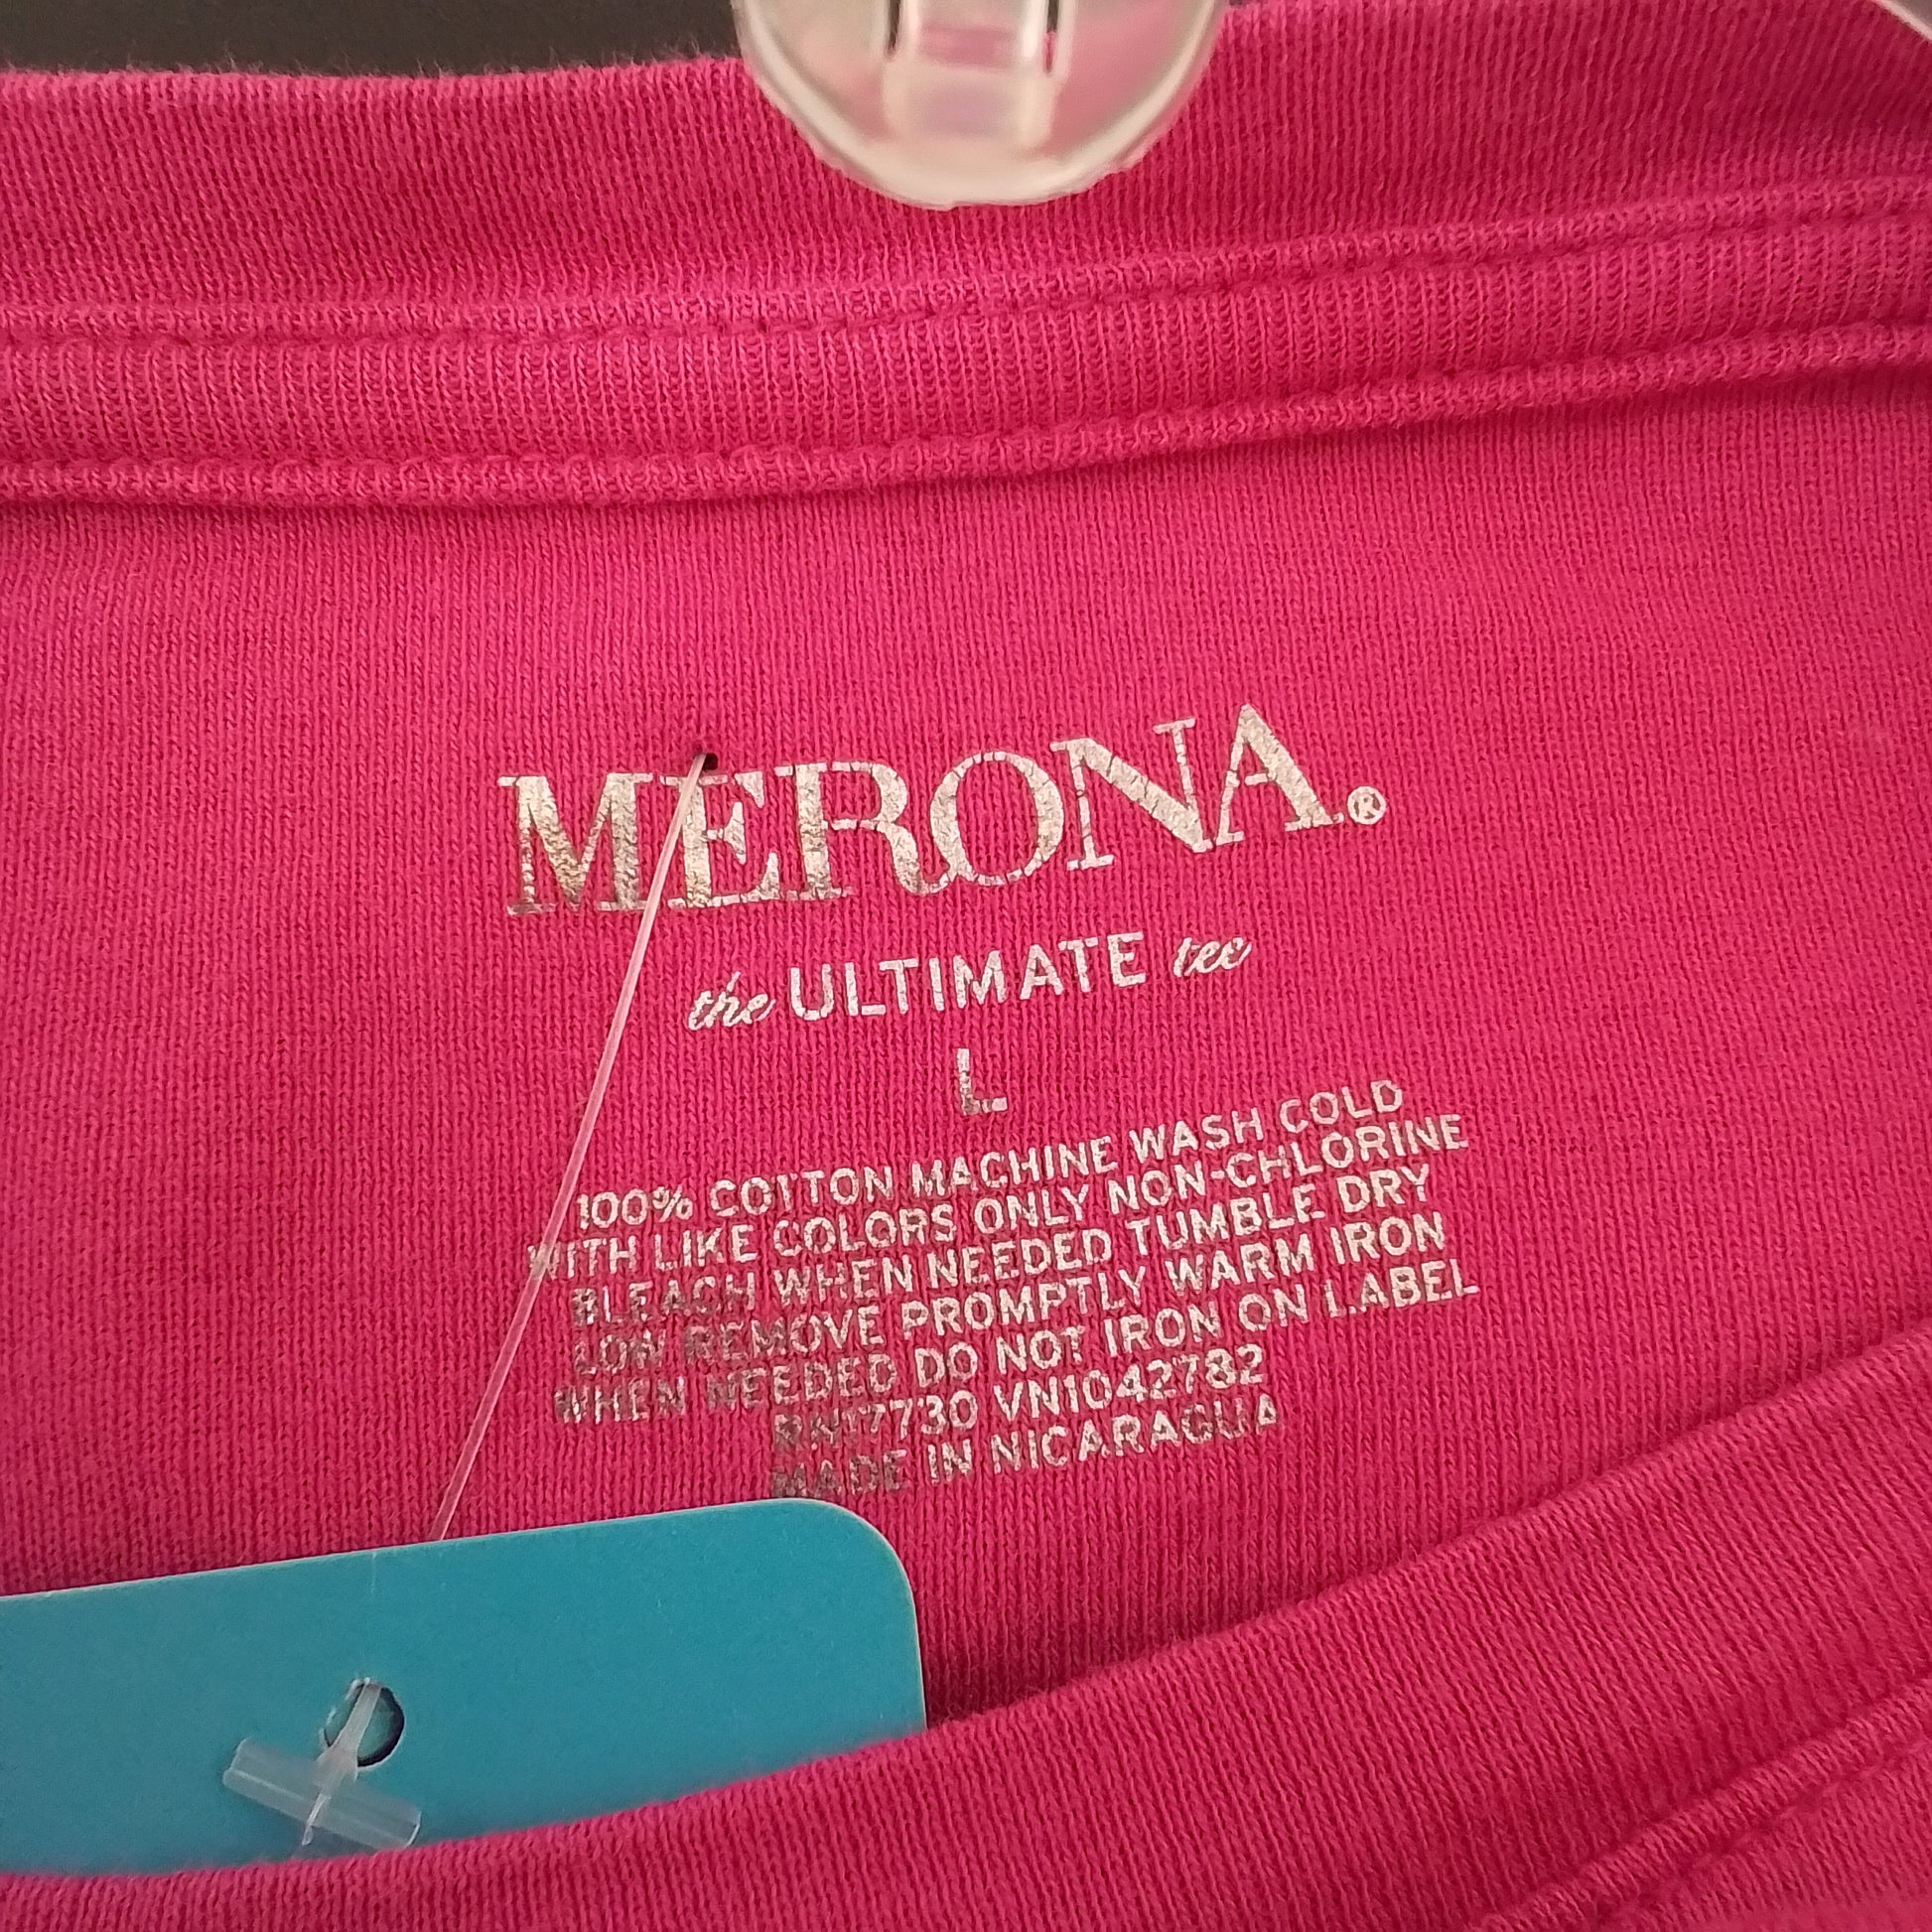 MERONA®
the ULTIMATE tee
L
100% COTTON MACHINE WASH COLD
WITH LIKE COLORS ONLY NON-CHLORINE
BLEACH WHEN NEEDED TUMBLE DRY
LOW REMOVE PROMPTLY WARM IRON
WHEN NEEDED DO NOT IRON ON LABEL
RN17730 VN1042782
MADE IN NICARAGUA